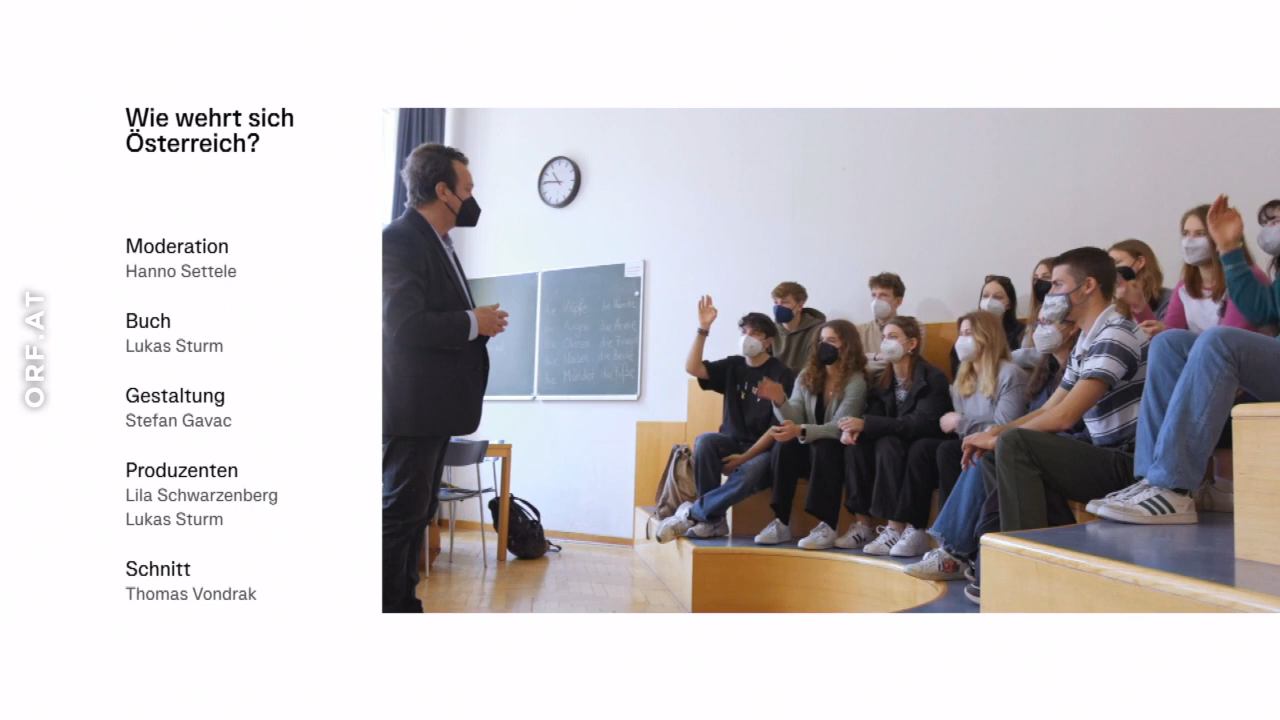 Wie wehrt sich
Österreich?
Moderation
Hanno Settele
Buch
Lukas Sturm
Gestaltung
Stefan Gavac
Produzenten
Lila Schwarzenberg
Lukas Sturm
Schnitt
Thomas Vondrak
ORF.AT